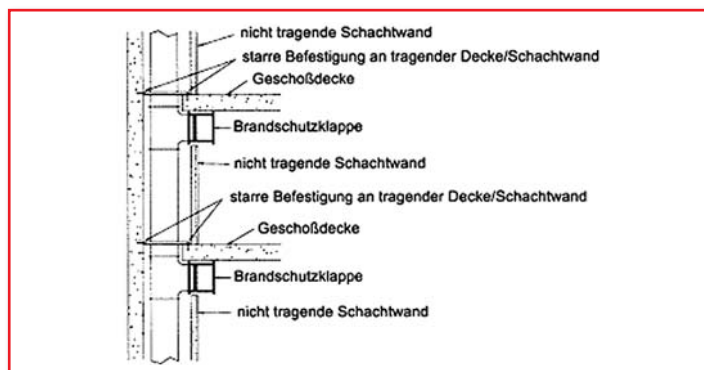 nicht tragende Schachtwand
starre Befestigung an tragender Decke/Schachtwand
Geschoßdecke
Brandschutzklappe
nicht tragende Schachtwand
starre Befestigung an tragender Decke/Schachtwand
Geschoßdecke
Brandschutzklappe
nicht tragende Schachtwand